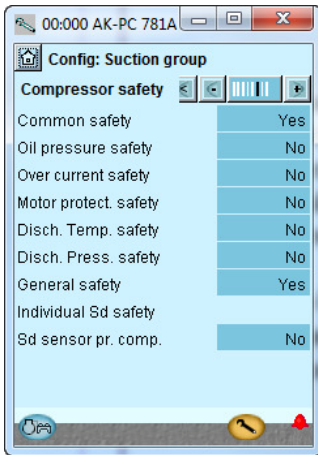 00:000 AK-PC 781A
Config: Suction group
Compressor safety
Common safety Yes
Oil pressure safety No
Over current safety No
Motor protect. safety No
Disch. Temp. safety No
Disch. Press. safety No
General safety Yes
Individual Sd safety
Sd sensor pr. comp. No